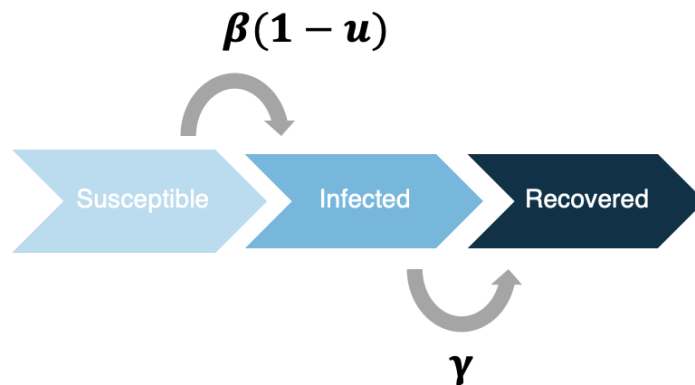 β(1 − u)
Susceptible
Infected
Recovered
γ